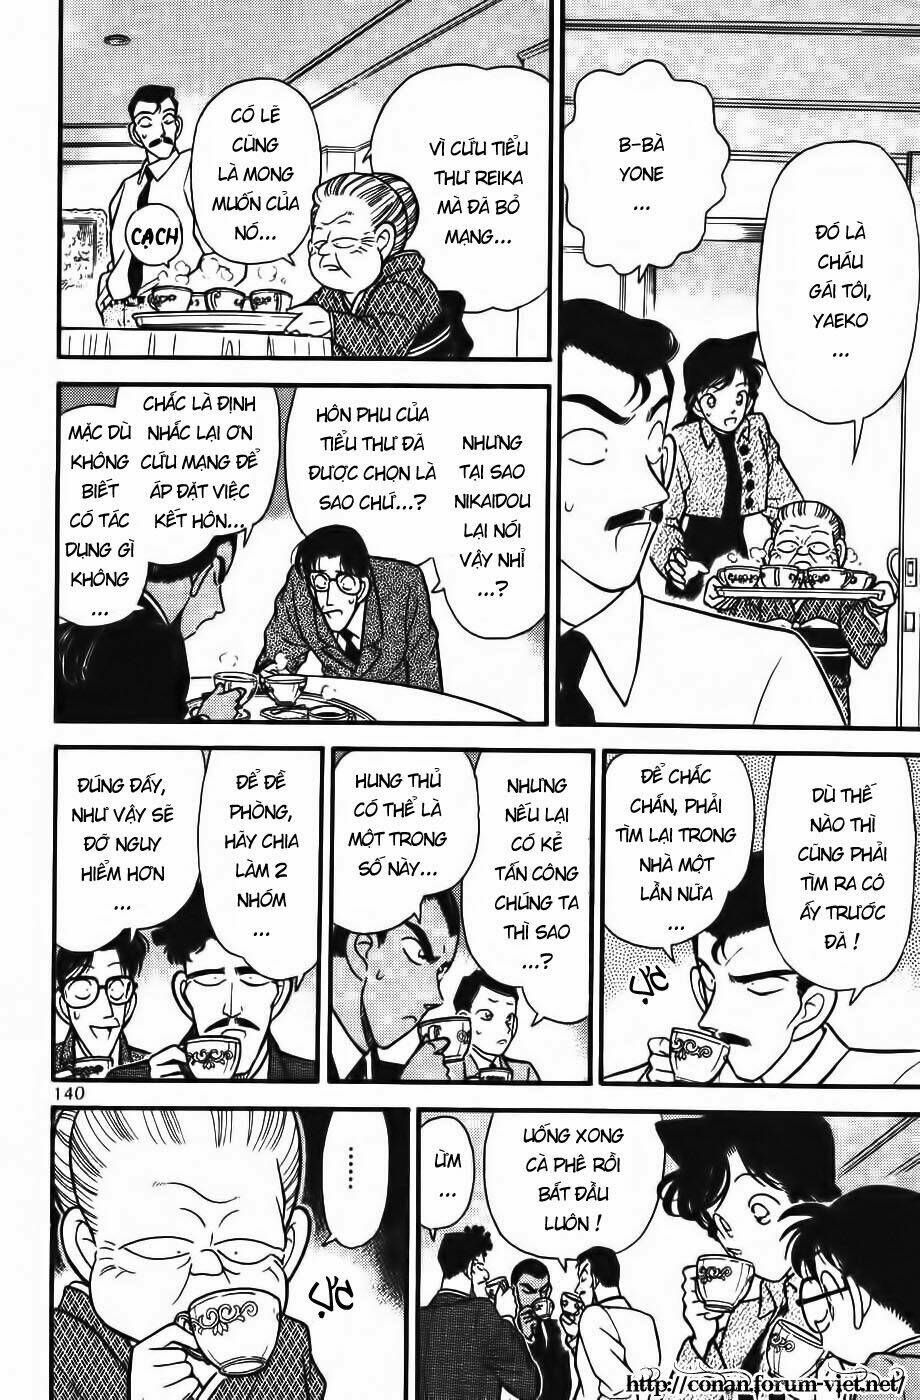 B-BÀ
YONE
...
ĐÓ LÀ
CHÁU
GÁI TÔI,
YAEKO
...
VÌ CỨU TIỂU
THƯ REIKA
MÀ ĐÃ BỎ
MẠNG...
CÓ LẼ
CŨNG
LÀ MONG
MUỐN CỦA
NÓ...
CẠCH
NHƯNG
TẠI SAO
NIKAIDOU
LẠI NÓI
VẬY NHỈ
...?
HÔN PHU CỦA
TIỂU THƯ ĐÃ
ĐƯỢC CHỌN LÀ
SAO CHỨ...?
CHẮC LÀ ĐỊNH
NHẮC LẠI ƠN
CỨU MẠNG ĐỂ
ÁP ĐẶT VIỆC
KẾT HÔN...
MẶC DÙ
KHÔNG
BIẾT
CÓ TÁC
DỤNG GÌ
KHÔNG
...
DÙ THẾ
NÀO THÌ
CŨNG PHẢI
TÌM RA CÔ
ẤY TRƯỚC
ĐÃ !
ĐỂ CHẮC
CHẮN, PHẢI
TÌM LẠI TRONG
NHÀ MỘT
LẦN NỮA
...
ỰC
NHƯNG
NẾU LẠI
CÓ KẺ
TẤN CÔNG
CHÚNG TA
THÌ SAO
...?
HUNG THỦ
CÓ THỂ LÀ
MỘT TRONG
SỐ NÀY...
ĐỂ ĐỀ
PHÒNG,
HÃY CHIA
LÀM 2
NHÓM
...
ĐÚNG ĐẤY,
NHƯ VẬY SẼ
ĐỠ NGUY
HIỂM HƠN
...
140
UỐNG XONG
CÀ PHÊ RỒI
BẮT ĐẦU
LUÔN !
ỪM
...
......
ỰC
http://conan.forum-viet.net/